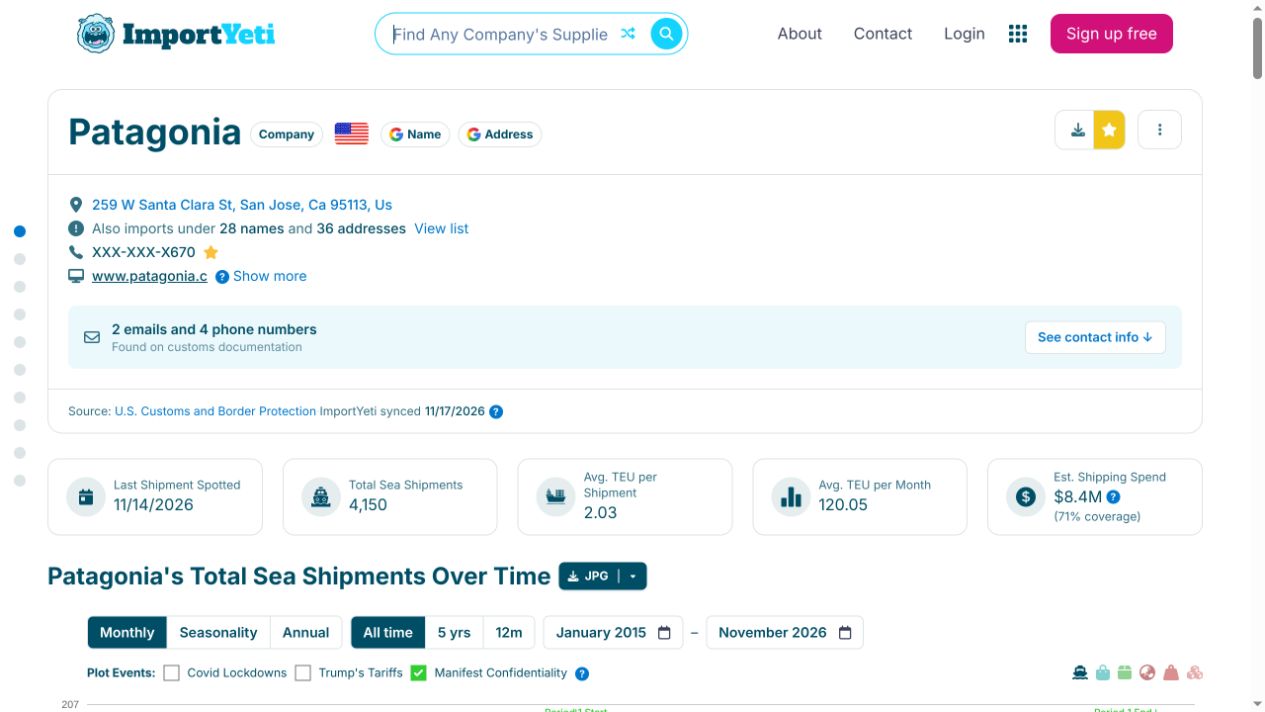 ImportYeti
Find Any Company's Supplie
About
Contact
Login
Sign up free
Patagonia
Company
Name
Address
259 W Santa Clara St, San Jose, Ca 95113, Us
Also imports under 28 names and 36 addresses View list
XXX-XXX-X670
www.patagonia.c ? Show more
2 emails and 4 phone numbers
Found on customs documentation
See contact info ↓
Source: U.S. Customs and Border Protection ImportYeti synced 11/17/2026 ?
Last Shipment Spotted
11/14/2026
Total Sea Shipments
4,150
Avg. TEU per
Shipment
2.03
Avg. TEU per Month
120.05
Est. Shipping Spend
$8.4M ?
(71% coverage)
Patagonia's Total Sea Shipments Over Time
JPG
Monthly
Seasonality
Annual
All time
5 yrs
12m
January 2015
–
November 2026
Plot Events:
Covid Lockdowns
Trump's Tariffs
Manifest Confidentiality ?
207